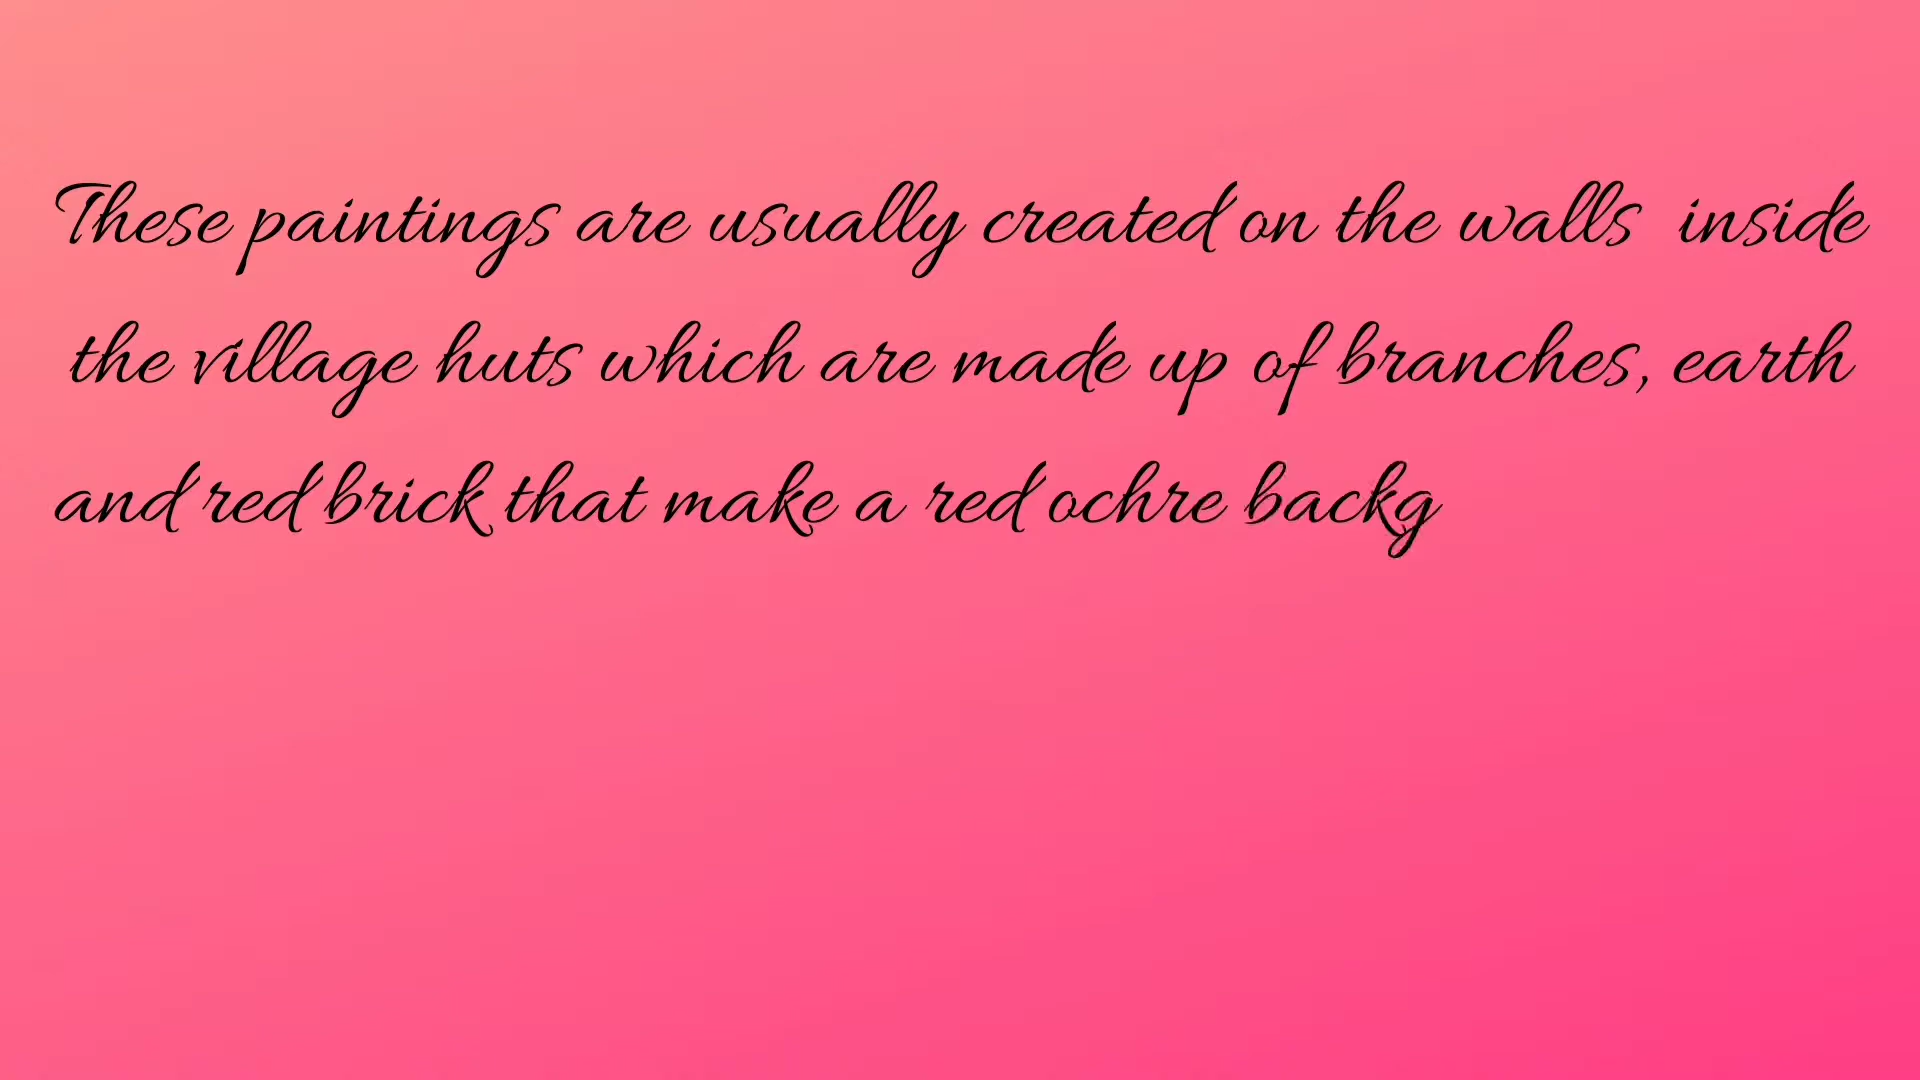 These paintings are usually created on the walls inside
the village huts which are made up of branches, earth
and red brick that make a red ochre backg